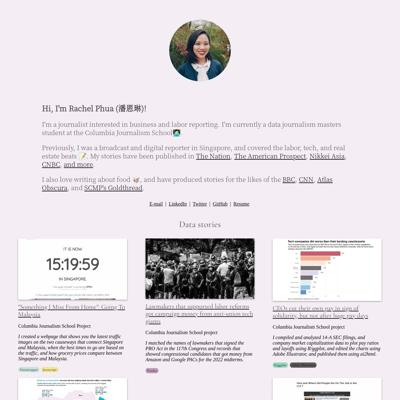 Hi, I'm Rachel Phua (潘恩琳)!
I'm a journalist interested in business and labor reporting. I'm currently a data journalism masters
student at the Columbia Journalism School
Previously, I was a broadcast and digital reporter in Singapore, and covered the labor, tech, and real
estate beats. My stories have been published in The Nation, The American Prospect, Nikkei Asia,
CNBC, and more.
I also love writing about food, and have produced stories for the likes of the BBC, CNN, Atlas
Obscura, and SCMP's Goldthread.
E-mail | LinkedIn | Twitter | GitHub | Resume
Data stories
IT IS NOW
15:19:59
IN SINGAPORE.
"Something I Miss From Home": Going To
Malaysia
Columbia Journalism School Project
I created a webpage that shows you the latest traffic
images on the two causeways that connect Singapore
and Malaysia, when the best times to go are based on
the traffic, and how grocery prices compare between
Singapore and Malaysia.
Lawmakers that supported labor reforms
got campaign money from anti-union tech
giants
Columbia Journalism School project
I matched the names of lawmakers that signed the
PRO Act in the 117th Congress and records that
showed congressional candidates that got money from
Amazon and Google PACs for the 2022 midterms.
CEOs cut their own pay in sign of
solidarity, but not after huge pay days
Columbia Journalism School project
I compiled and analyzed 14-A SEC filings, and
company market capitalization data to plot pay ratios
and layoffs using R/ggplot, and edited the charts using
Adobe Illustrator, and published them using ai2html.